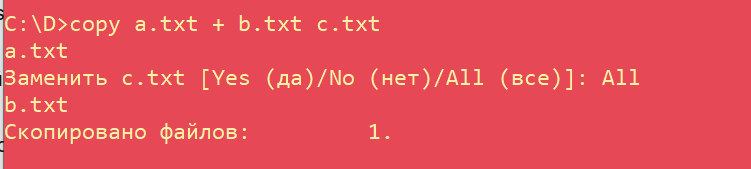 C:\D>copy a.txt + b.txt c.txt
a.txt
Заменить c.txt [Yes (да)/No (нет)/All (все)]: All
b.txt
Скопировано файлов:         1.